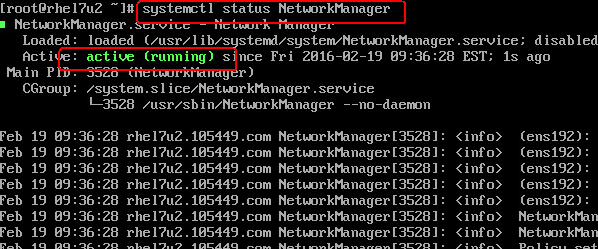 [root@rhel7u2 ~]# systemctl status NetworkManager
NetworkManager.service - Network Manager
Loaded: loaded (/usr/lib/systemd/system/NetworkManager.service; disabled
Active: active (running) since Fri 2016-02-19 09:36:28 EST; 1s ago
Main PID: 3528 (NetworkManager)
CGroup: /system.slice/NetworkManager.service
└─3528 /usr/sbin/NetworkManager --no-daemon
Feb 19 09:36:28 rhel7u2.105449.com NetworkManager[3528]: <info> (ens192):
Feb 19 09:36:28 rhel7u2.105449.com NetworkManager[3528]: <info> (ens192):
Feb 19 09:36:28 rhel7u2.105449.com NetworkManager[3528]: <info> (ens192):
Feb 19 09:36:28 rhel7u2.105449.com NetworkManager[3528]: <info> (ens192):
Feb 19 09:36:28 rhel7u2.105449.com NetworkManager[3528]: <info> NetworkMan
Feb 19 09:36:28 rhel7u2.105449.com NetworkManager[3528]: <info> NetworkMan
Feb 19 09:36:28 rhel7u2.105449.com NetworkManager[3528]: <info> Policy set